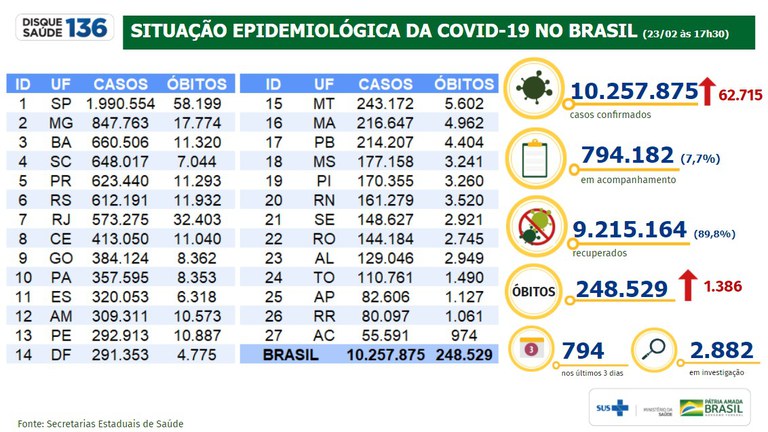 DISQUE
SAÚDE 136
SITUAÇÃO EPIDEMIOLÓGICA DA COVID-19 NO BRASIL (23/02 às 17h30)
ID UF CASOS ÓBITOS
1 SP 1.990.554 58.199
2 MG 847.763 17.774
3 BA 660.506 11.320
4 SC 648.017 7.044
5 PR 623.440 11.293
6 RS 612.191 11.932
7 RJ 573.275 32.403
8 CE 413.050 11.040
9 GO 384.124 8.362
10 PA 357.595 8.353
11 ES 320.053 6.318
12 AM 309.311 10.573
13 PE 292.913 10.887
14 DF 291.353 4.775
ID UF CASOS ÓBITOS
15 MT 243.172 5.602
16 MA 216.647 4.962
17 PB 214.207 4.404
18 MS 177.158 3.241
19 PI 170.355 3.260
20 RN 161.279 3.520
21 SE 148.627 2.921
22 RO 144.184 2.745
23 AL 129.046 2.949
24 TO 110.761 1.490
25 AP 82.606 1.127
26 RR 80.097 1.061
27 AC 55.591 974
BRASIL 10.257.875 248.529
10.257.875 62.715
casos confirmados
794.182 (7,7%)
em acompanhamento
9.215.164 (89,8%)
recuperados
ÓBITOS 248.529 1.386
3 794
nos últimos 3 dias
2.882
em investigação
SUS
MINISTÉRIO DA
SAÚDE
PÁTRIA AMADA
BRASIL
GOVERNO FEDERAL
Fonte: Secretarias Estaduais de Saúde